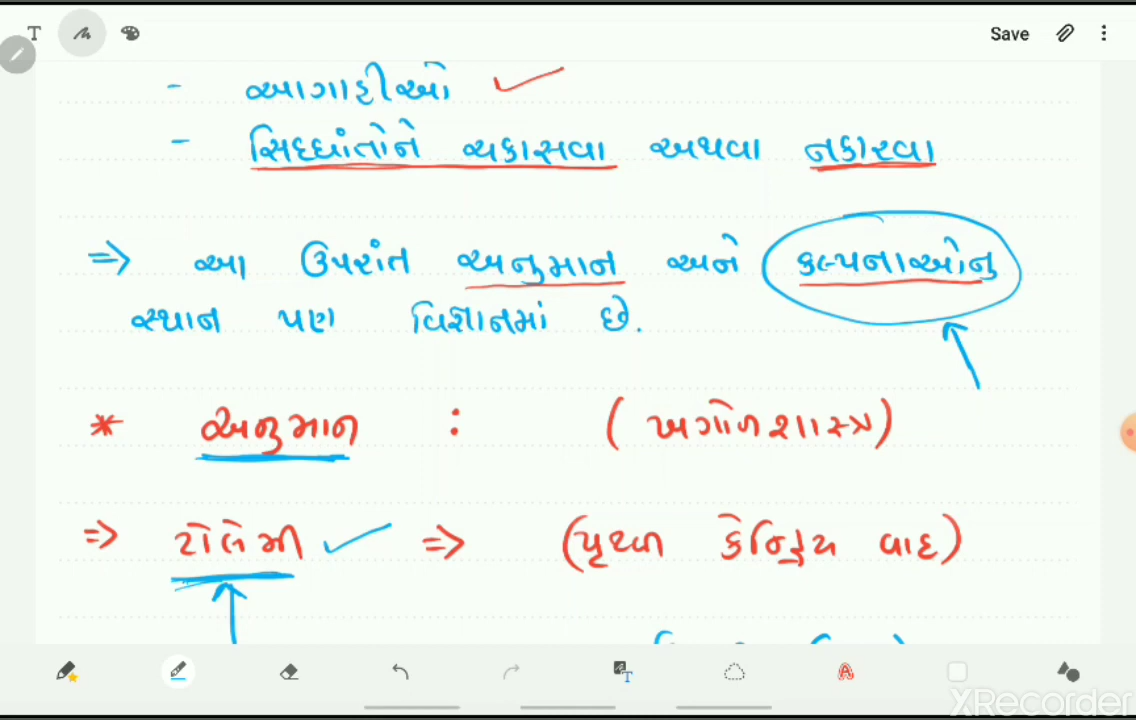 T Save
- આગાહીઓ
- સિદ્ધાંતોને ચકાસવા અથવા નકારવા
⇒ આ ઉપરાંત અનુમાન અને કલ્પનાઓનુ
સ્થાન પણ વિજ્ઞાનમાં છે.
* અનુમાન : (ખગોળશાસ્ત્ર)
⇒ ટોલેમી ⇒ (પૃથ્વી કેન્દ્રિય વાદ)
XRecorder